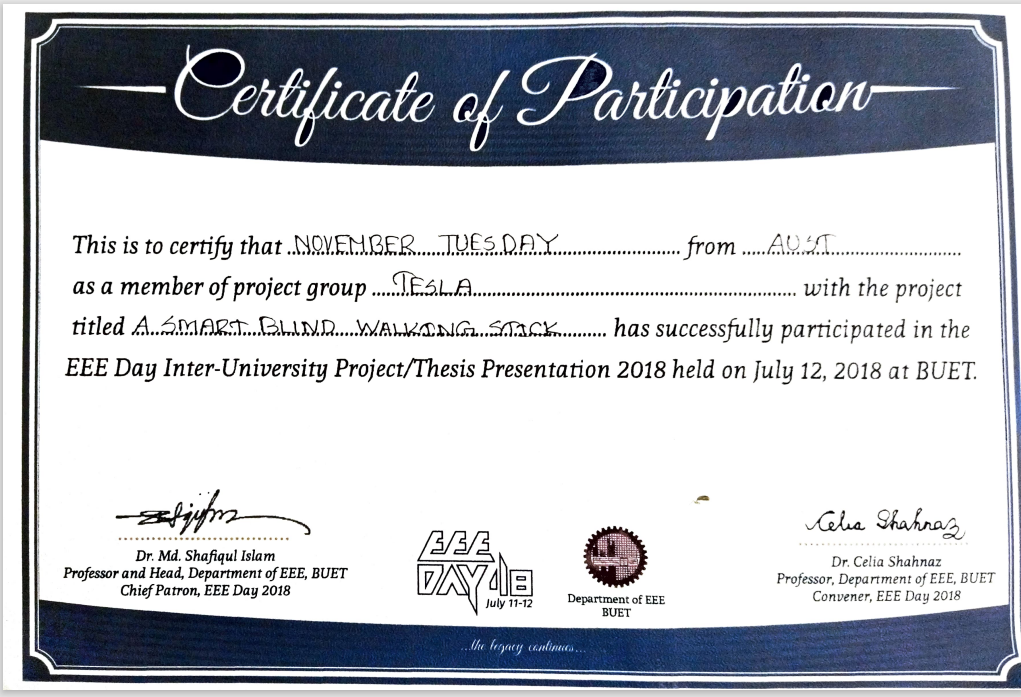 Certificate of Participation
This is to certify that NOVEMBER TUESDAY from AUST
as a member of project group TESLA with the project
titled A SMART BLIND WALKING STICK has successfully participated in the
EEE Day Inter-University Project/Thesis Presentation 2018 held on July 12, 2018 at BUET.
Celia Shahnaz
Dr. Md. Shafiqul Islam
Professor and Head, Department of EEE, BUET
Chief Patron, EEE Day 2018
EEE
DAY 18
July 11-12
Department of EEE
BUET
Dr. Celia Shahnaz
Professor, Department of EEE, BUET
Convener, EEE Day 2018
...the legacy continues...